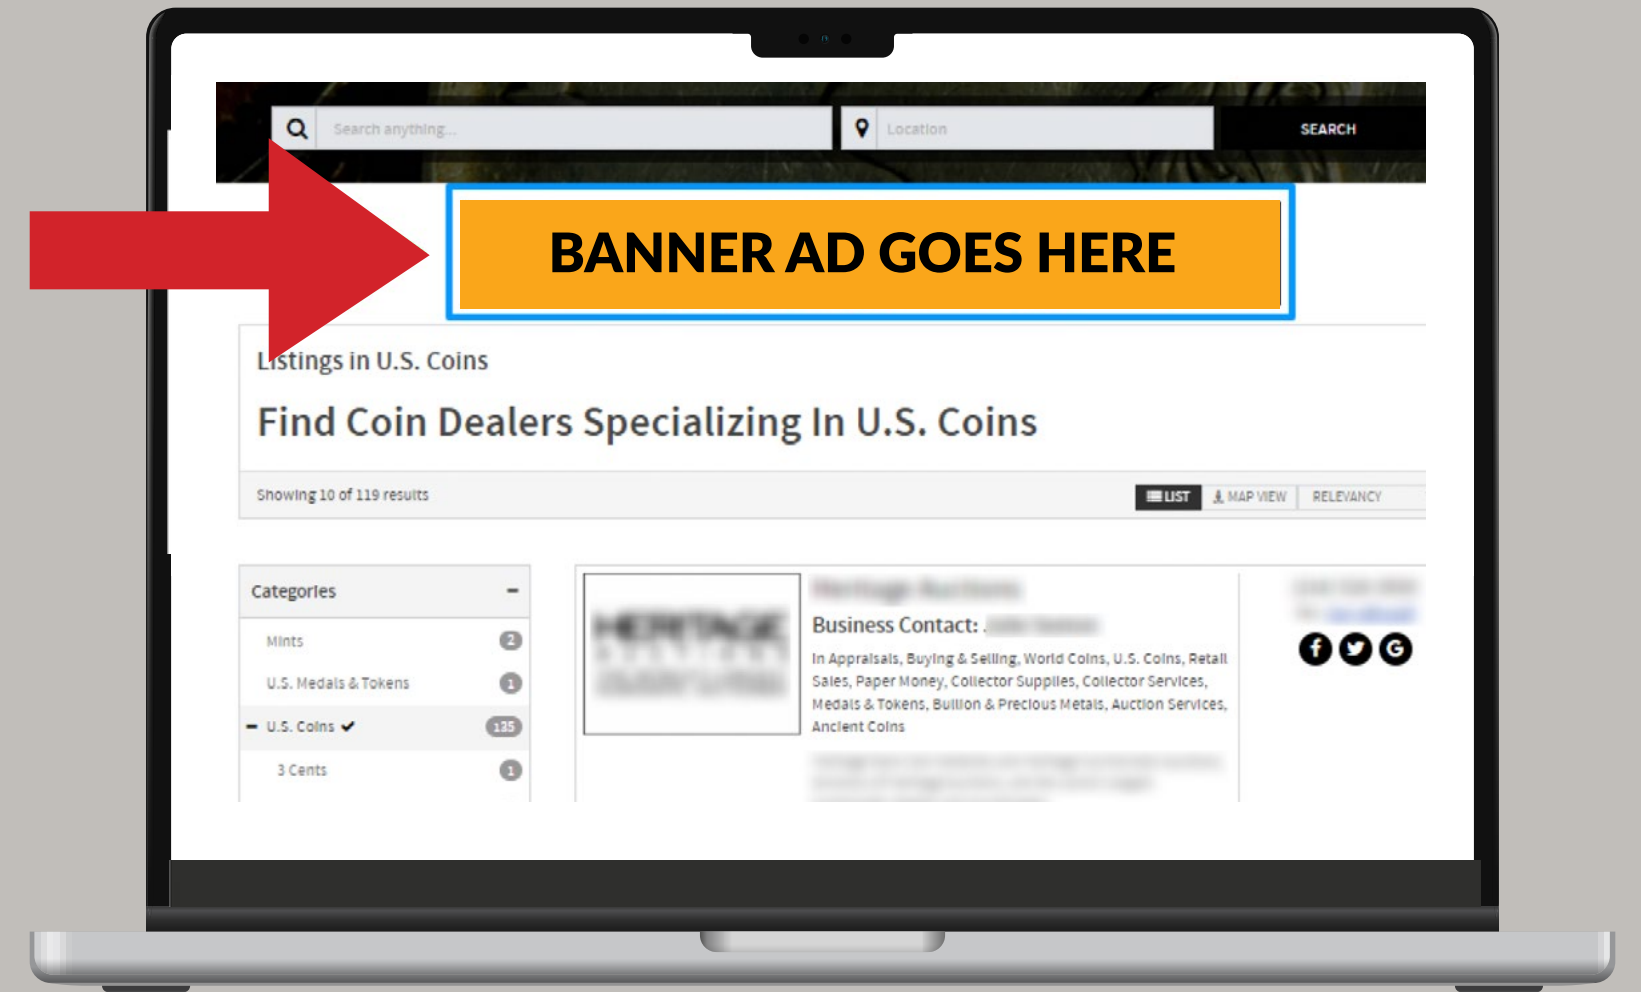 Search anything...
Location
SEARCH
BANNER AD GOES HERE
Listings in U.S. Coins
Find Coin Dealers Specializing In U.S. Coins
Showing 10 of 119 results
LIST
MAP VIEW
RELEVANCY
Categories
Mints 2
U.S. Medals & Tokens 1
U.S. Coins 135
3 Cents 1
HERITAGE
Heritage Auctions
Business Contact:
In Appraisals, Buying & Selling, World Coins, U.S. Coins, Retail
Sales, Paper Money, Collector Supplies, Collector Services,
Medals & Tokens, Bullion & Precious Metals, Auction Services,
Ancient Coins